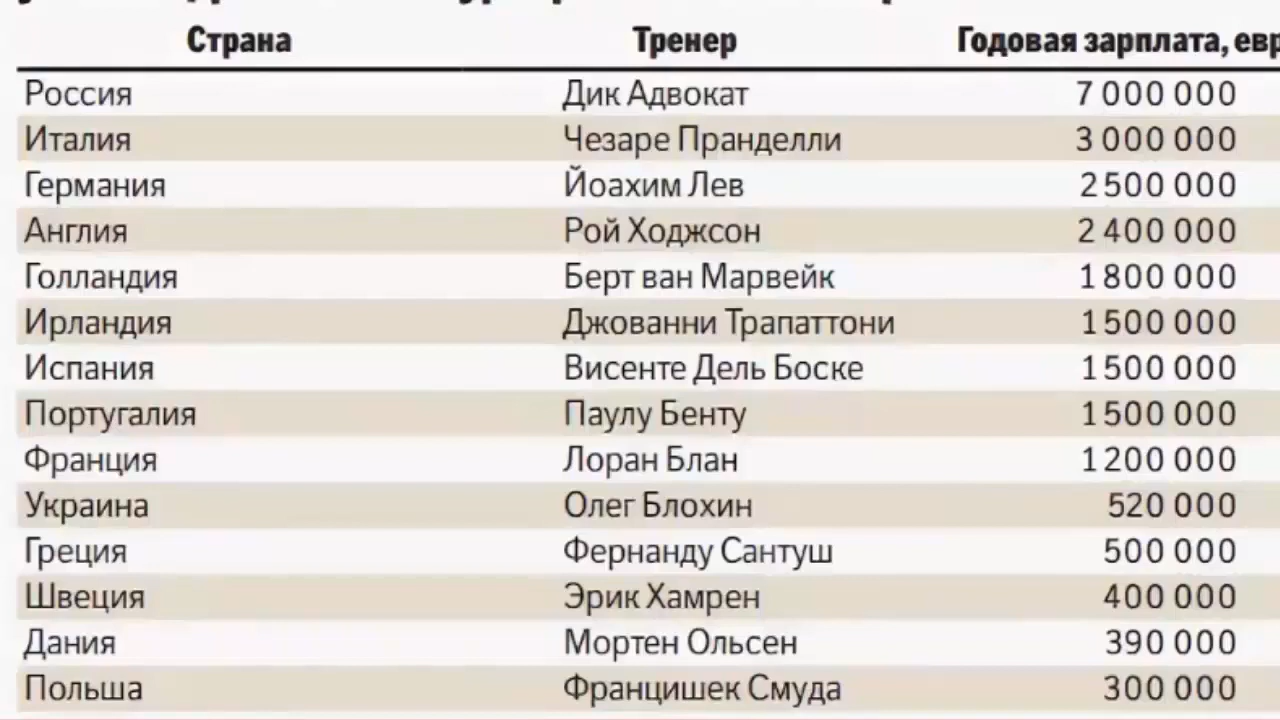 Страна Тренер Годовая зарплата, евр
Россия Дик Адвокат 7 000 000
Италия Чезаре Пранделли 3 000 000
Германия Йоахим Лев 2 500 000
Англия Рой Ходжсон 2 400 000
Голландия Берт ван Марвейк 1 800 000
Ирландия Джованни Трапаттони 1 500 000
Испания Висенте Дель Боске 1 500 000
Португалия Паулу Бенту 1 500 000
Франция Лоран Блан 1 200 000
Украина Олег Блохин 520 000
Греция Фернанду Сантуш 500 000
Швеция Эрик Хамрен 400 000
Дания Мортен Ольсен 390 000
Польша Францишек Смуда 300 000